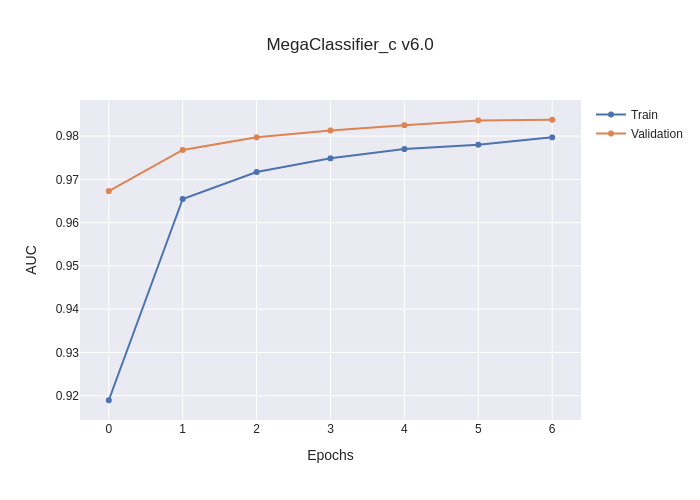 MegaClassifier_c v6.0
Train
Validation
AUC
0.98
0.97
0.96
0.95
0.94
0.93
0.92
0 1 2 3 4 5 6
Epochs